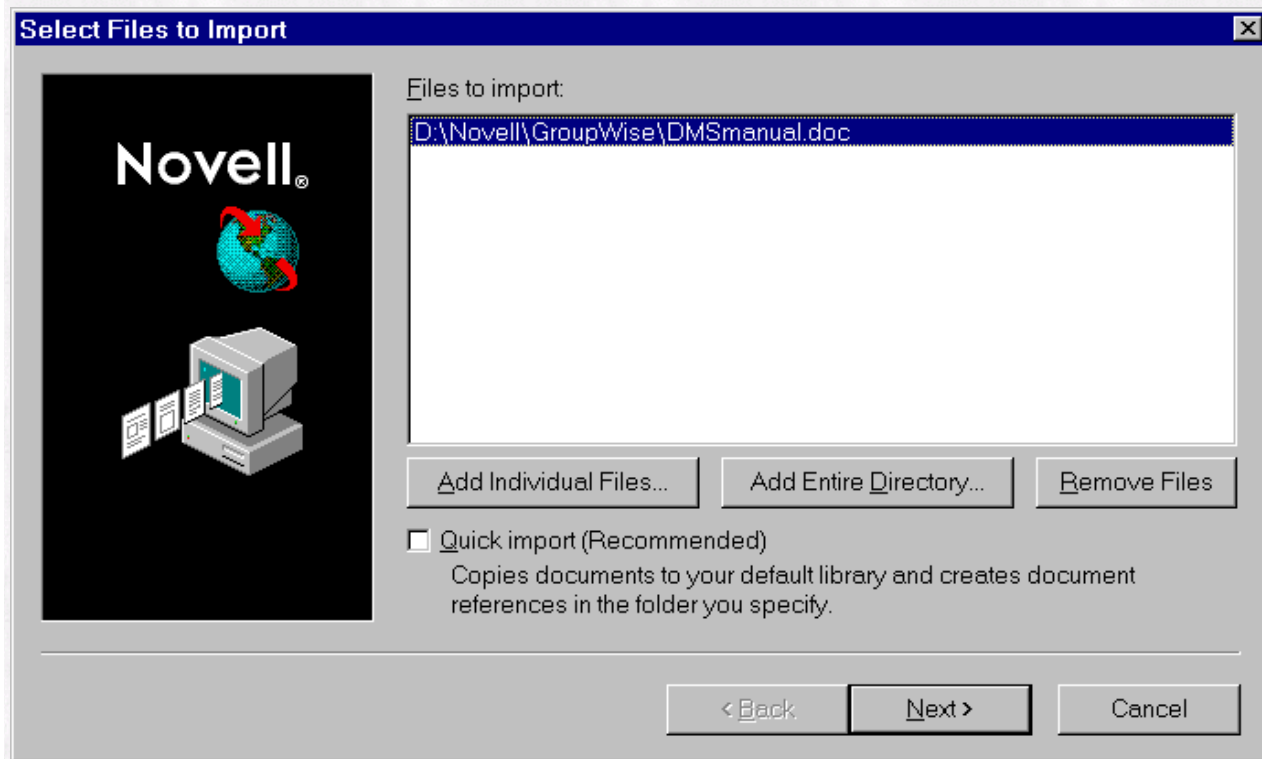 Select Files to Import
Novell®
Files to import:
D:\Novell\GroupWise\DMSmanual.doc
Add Individual Files...
Add Entire Directory...
Remove Files
Quick import (Recommended)
Copies documents to your default library and creates document
references in the folder you specify.
< Back
Next >
Cancel